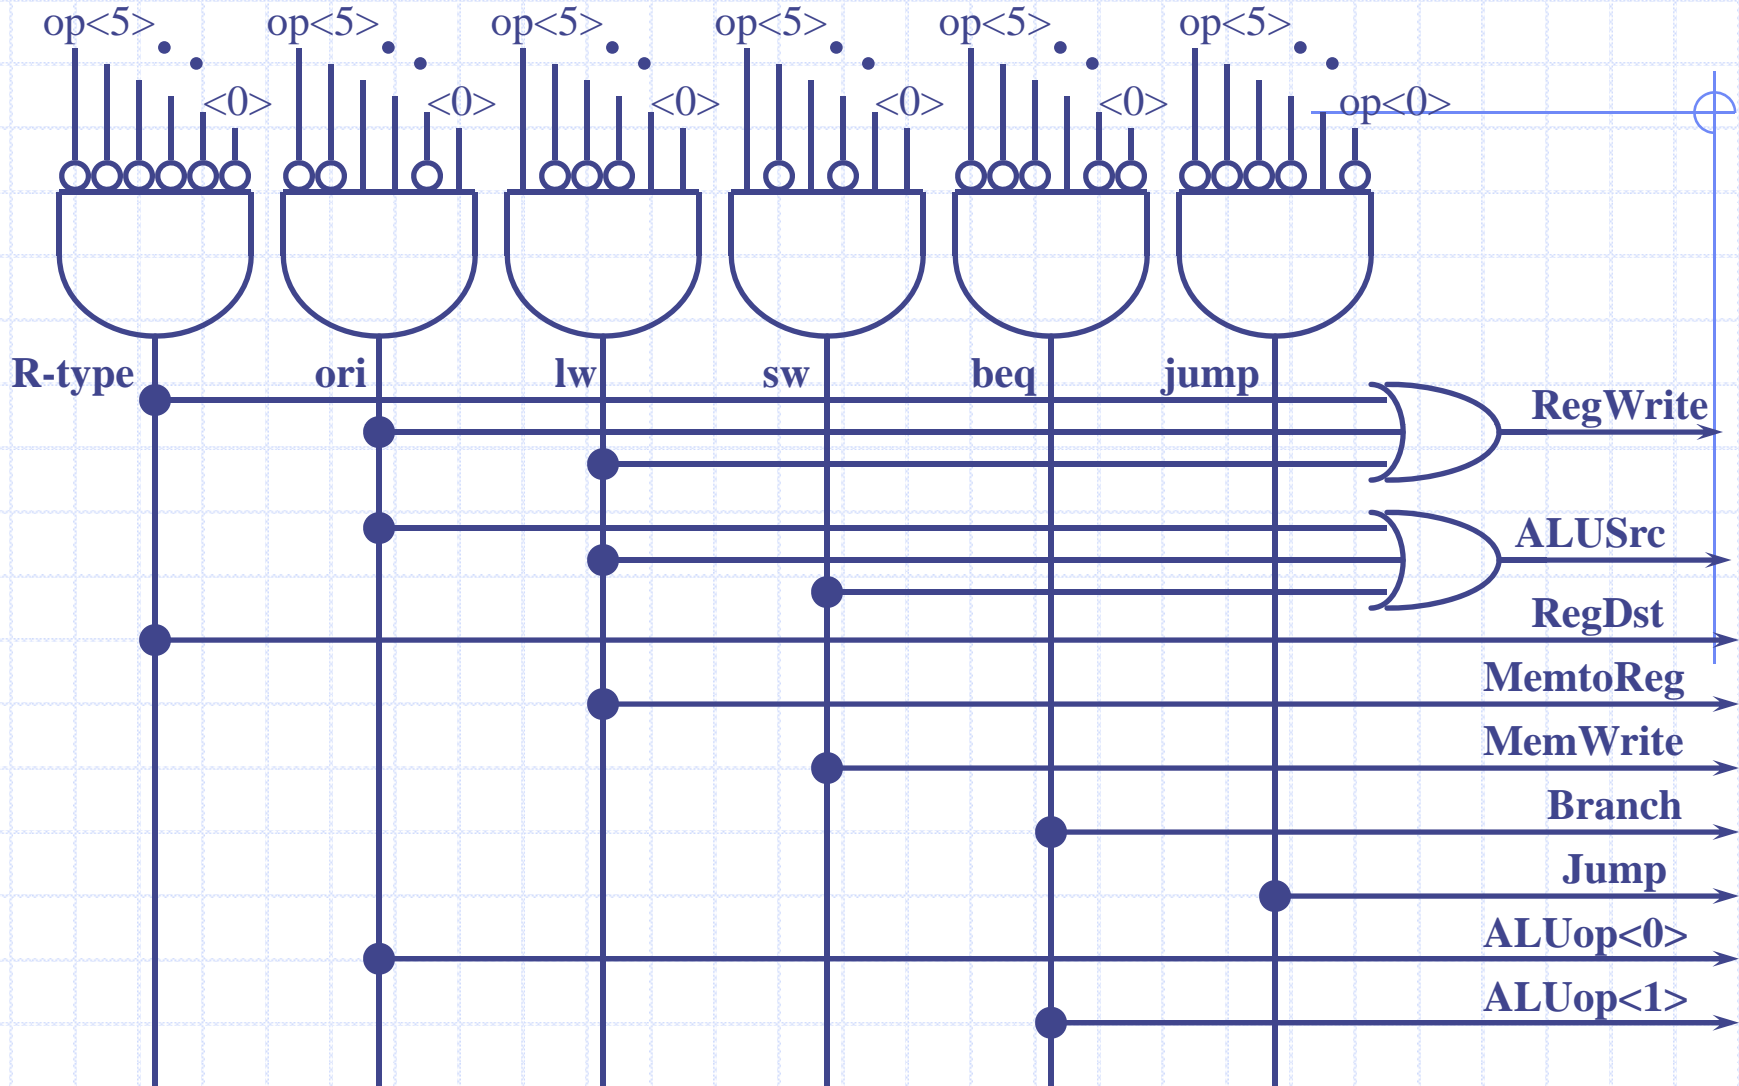 op<5> op<5> op<5> op<5> op<5> op<5>
<0> <0> <0> <0> <0> op<0>
R-type ori lw sw beq jump
RegWrite
ALUSrc
RegDst
MemtoReg
MemWrite
Branch
Jump
ALUop<0>
ALUop<1>